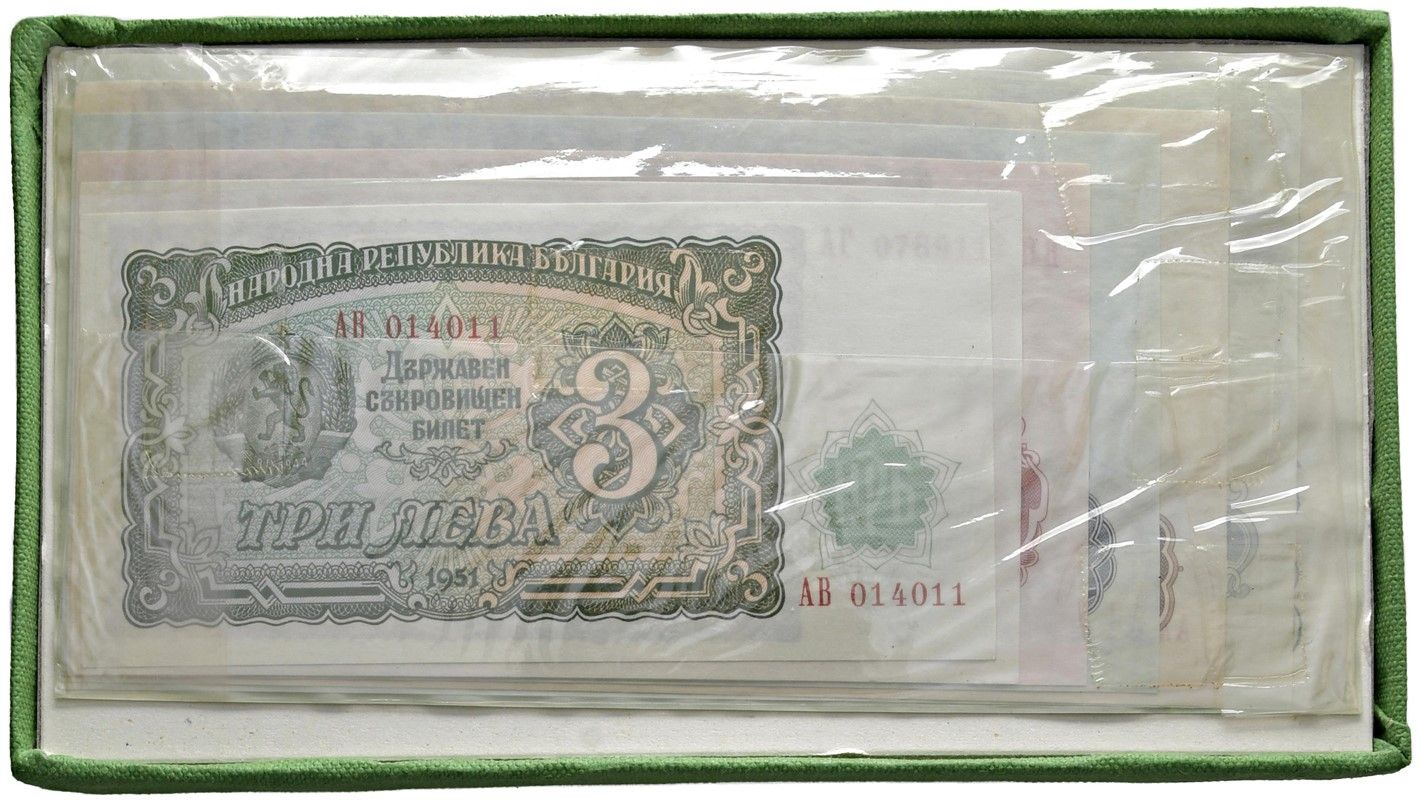 НАРОДНА РЕПУБЛИКА БЪЛГАРИЯ
3
3
АВ 014011
ДЪРЖАВЕН
СЪКРОВИЩЕН
БИЛЕТ
3
ТРИ ЛЕВА
1951
АВ 014011